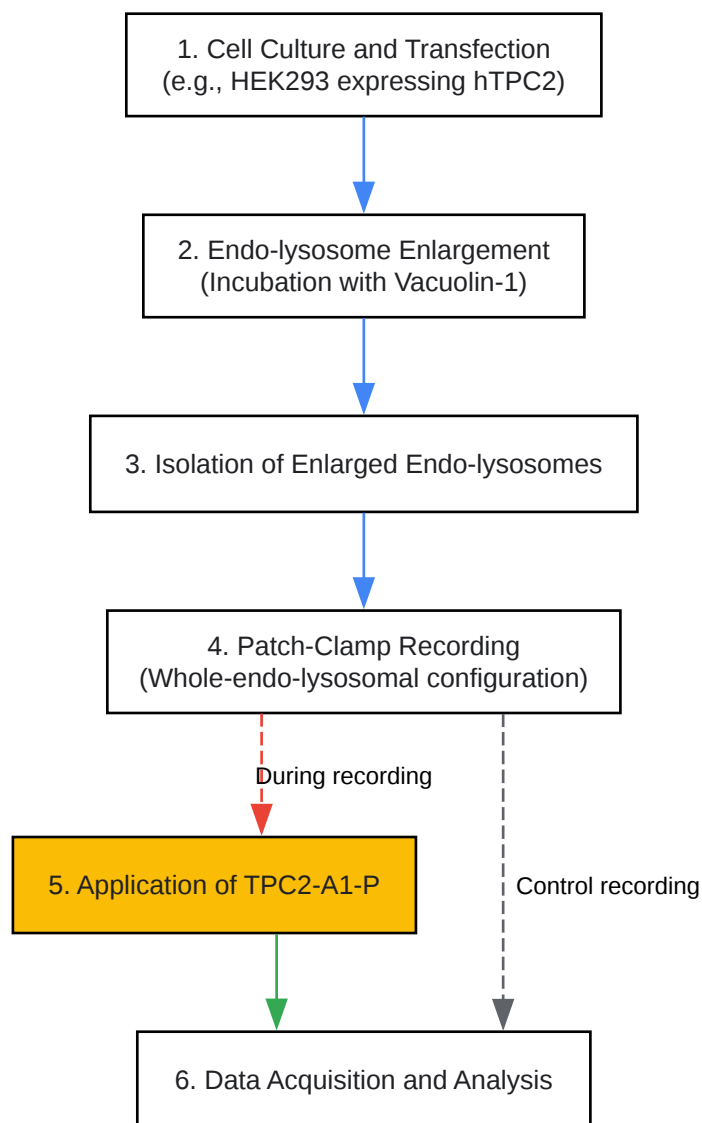 1. Cell Culture and Transfection
(e.g., HEK293 expressing hTPC2)
2. Endo-lysosome Enlargement
(Incubation with Vacuolin-1)
3. Isolation of Enlarged Endo-lysosomes
4. Patch-Clamp Recording
(Whole-endo-lysosomal configuration)
During recording
5. Application of TPC2-A1-P
Control recording
6. Data Acquisition and Analysis